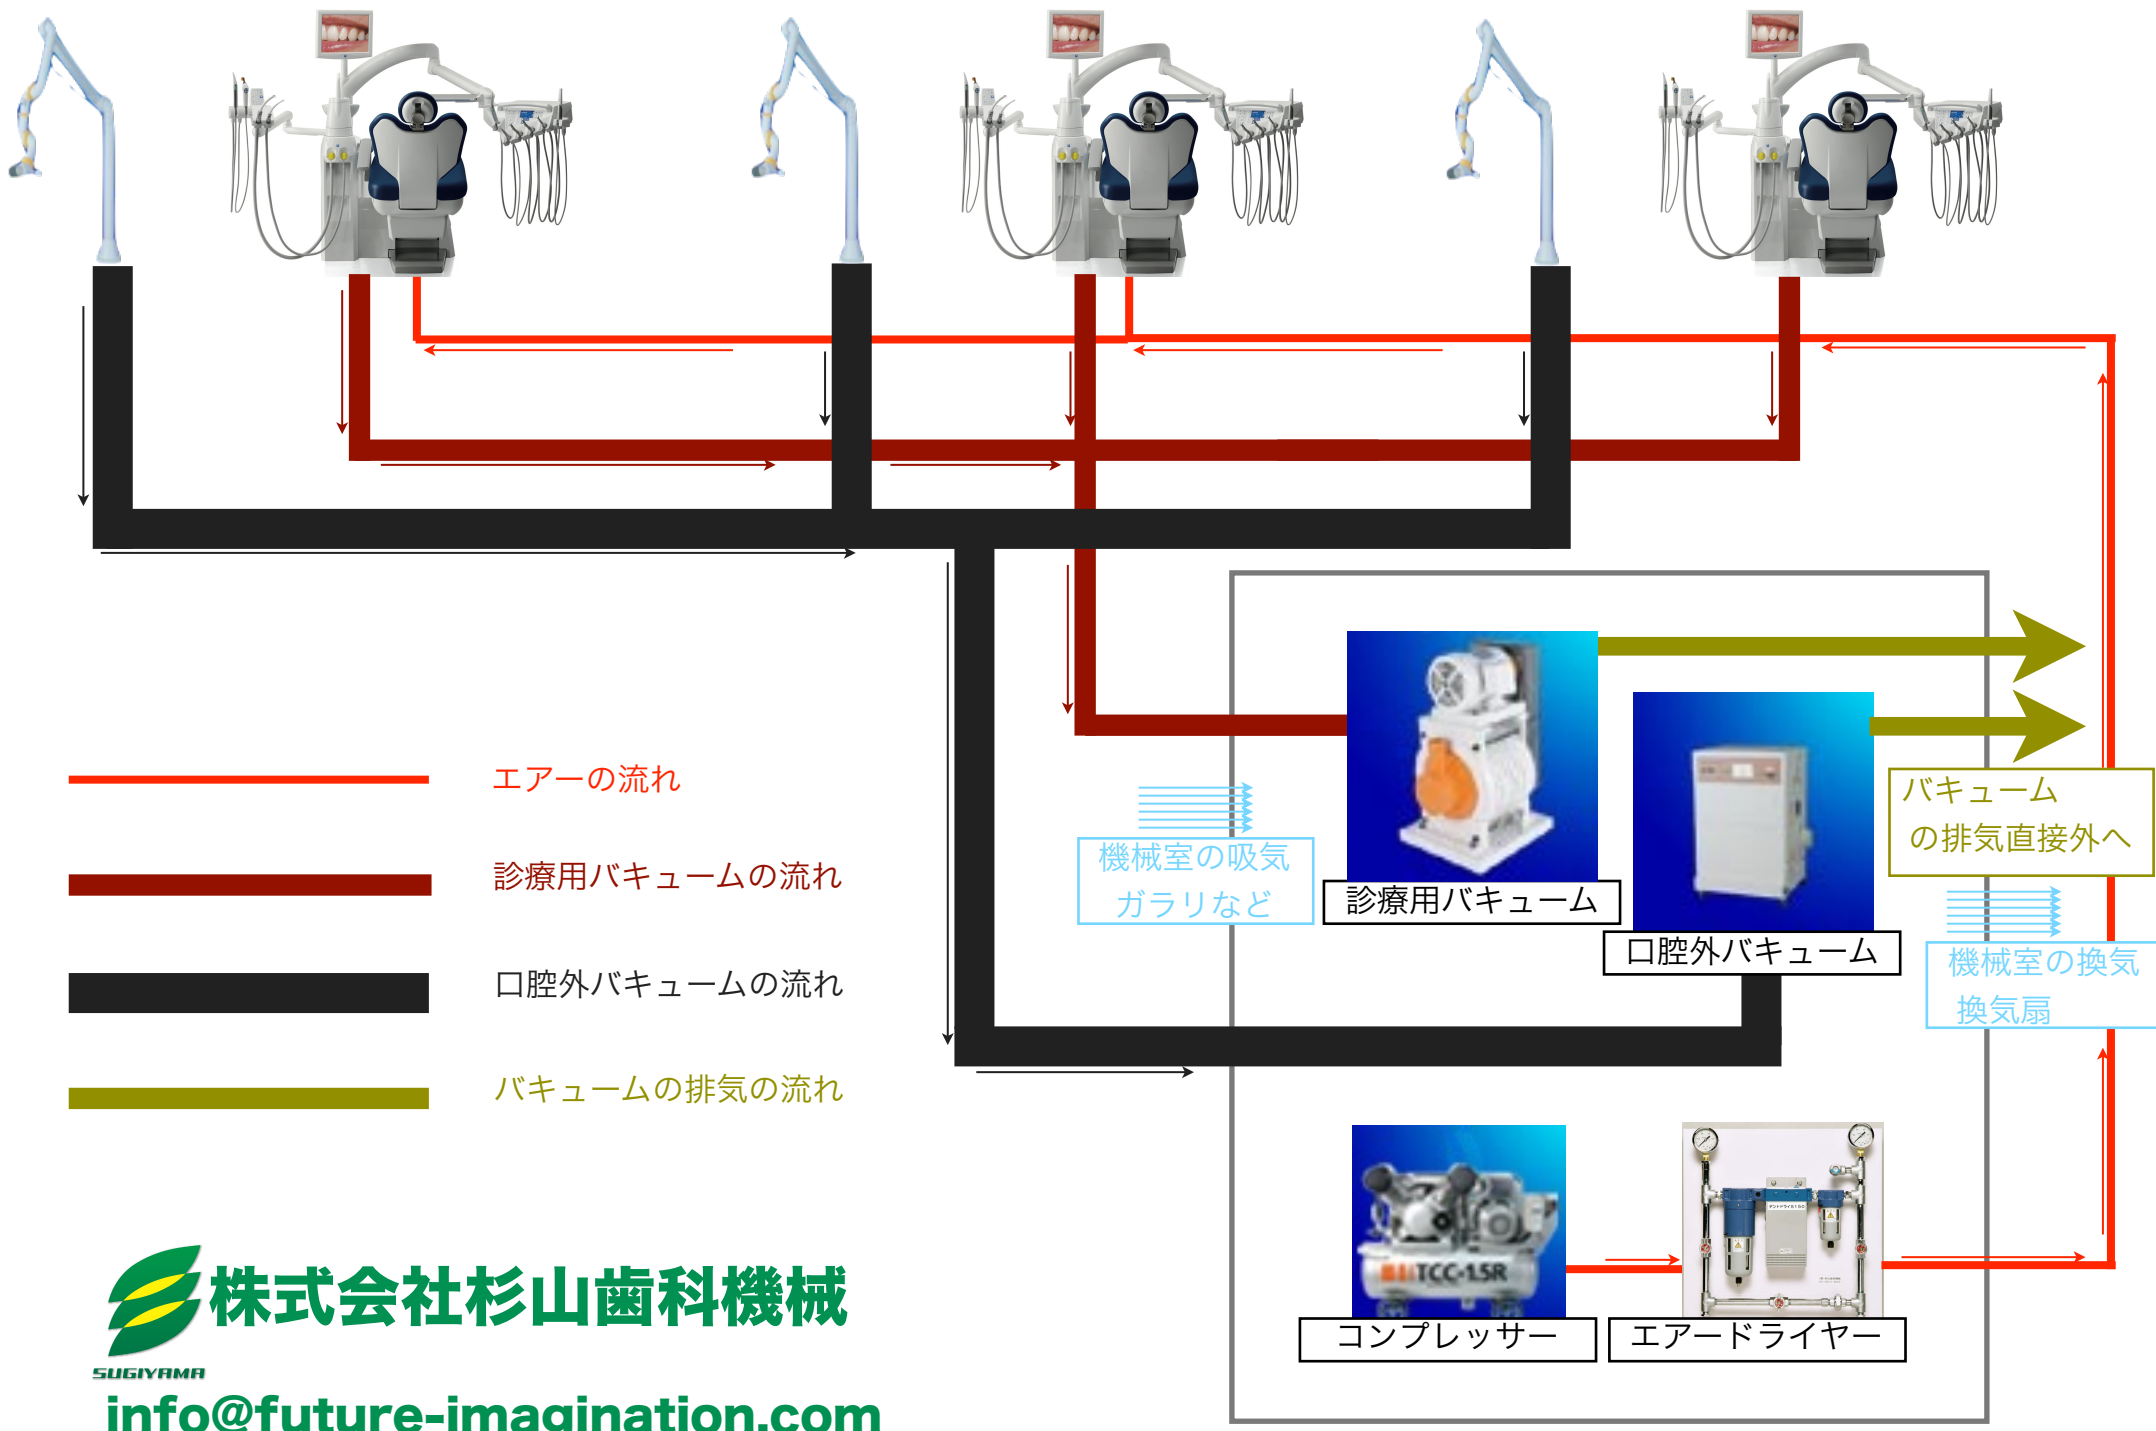 エアーの流れ
診療用バキュームの流れ
口腔外バキュームの流れ
バキュームの排気の流れ
機械室の吸気
ガラリなど
診療用バキューム
口腔外バキューム
バキューム
の排気直接外へ
機械室の換気
換気扇
TCC-1.5R
コンプレッサー
エアードライヤー
株式会社杉山歯科機械
SUGIYAMA
info@future-imagination.com